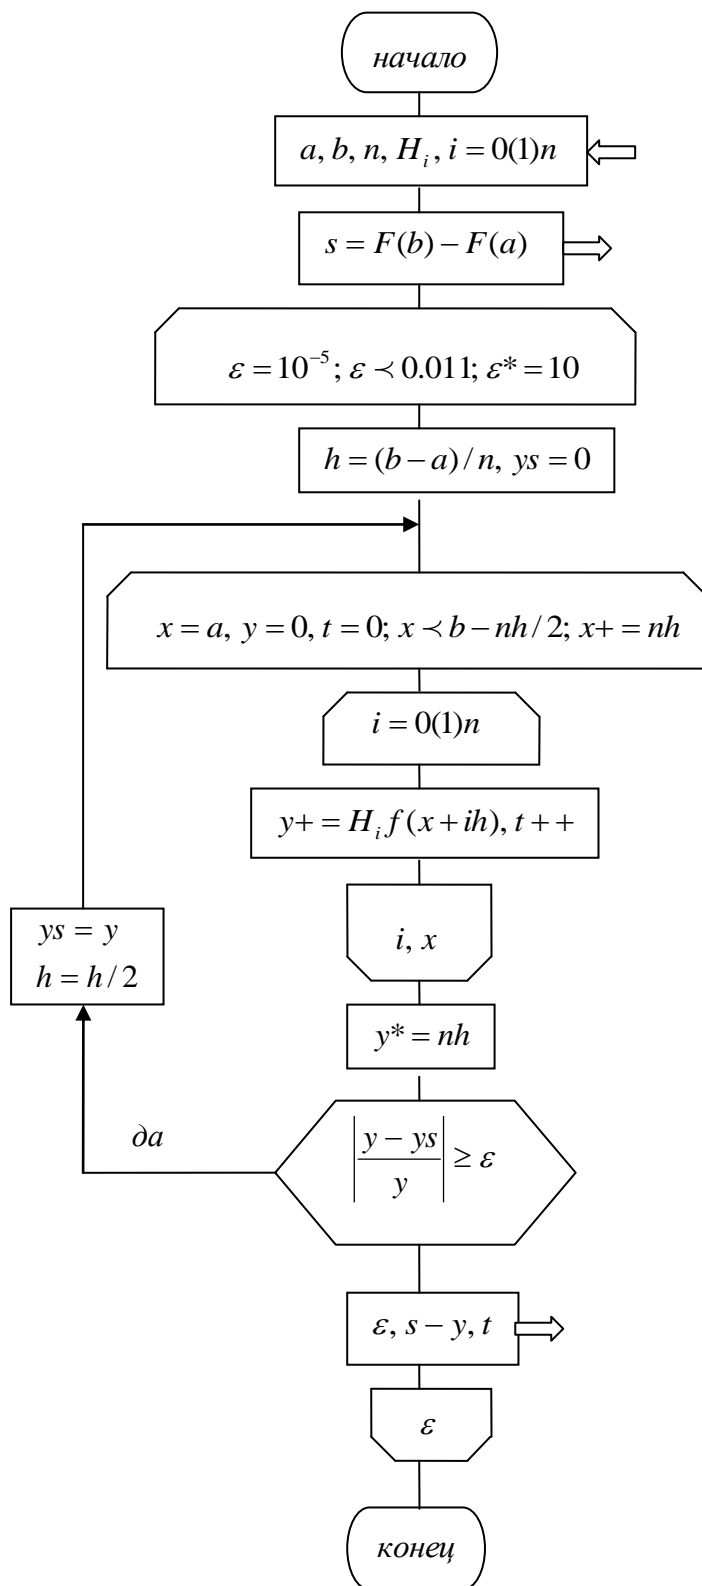 начало
a, b, n, H_i, i = 0(1)n
s = F(b) − F(a)
ε = 10^{−5}; ε ≺ 0.011; ε* = 10
h = (b − a) / n, ys = 0
x = a, y = 0, t = 0; x ≺ b − nh / 2; x+ = nh
i = 0(1)n
y+ = H_i f(x + ih), t + +
i, x
ys = y
h = h / 2
y* = nh
да
|(y − ys)/y| ≥ ε
ε, s − y, t
ε
конец